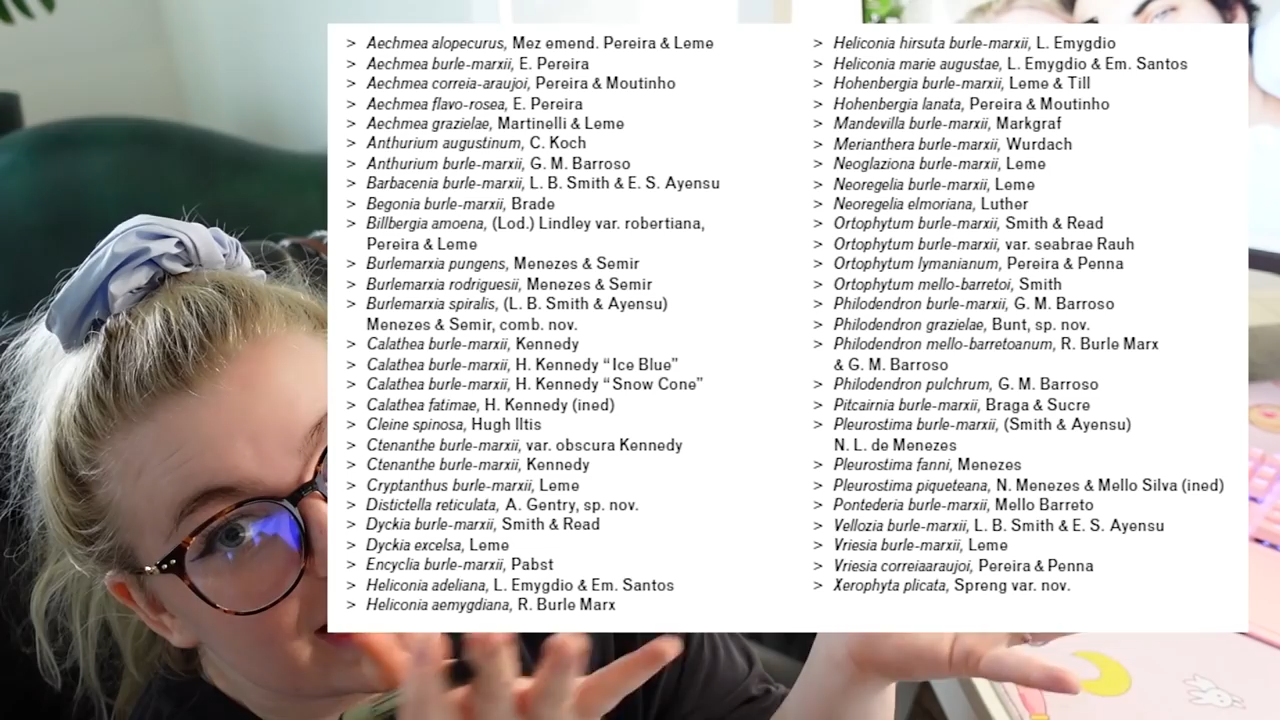 > Aechmea alopecurus, Mez emend. Pereira & Leme
> Aechmea burle-marxii, E. Pereira
> Aechmea correia-araujoi, Pereira & Moutinho
> Aechmea flavo-rosea, E. Pereira
> Aechmea grazielae, Martinelli & Leme
> Anthurium augustinum, C. Koch
> Anthurium burle-marxii, G. M. Barroso
> Barbacenia burle-marxii, L. B. Smith & E. S. Ayensu
> Begonia burle-marxii, Brade
> Billbergia amoena, (Lod.) Lindley var. robertiana,
Pereira & Leme
> Burlemarxia pungens, Menezes & Semir
> Burlemarxia rodriguesii, Menezes & Semir
> Burlemarxia spiralis, (L. B. Smith & Ayensu)
Menezes & Semir, comb. nov.
> Calathea burle-marxii, Kennedy
> Calathea burle-marxii, H. Kennedy “Ice Blue”
> Calathea burle-marxii, H. Kennedy “Snow Cone”
> Calathea fatimae, H. Kennedy (ined)
> Cleine spinosa, Hugh Iltis
> Ctenanthe burle-marxii, var. obscura Kennedy
> Ctenanthe burle-marxii, Kennedy
> Cryptanthus burle-marxii, Leme
> Distictella reticulata, A. Gentry, sp. nov.
> Dyckia burle-marxii, Smith & Read
> Dyckia excelsa, Leme
> Encyclia burle-marxii, Pabst
> Heliconia adeliana, L. Emygdio & Em. Santos
> Heliconia aemygdiana, R. Burle Marx
> Heliconia hirsuta burle-marxii, L. Emygdio
> Heliconia marie augustae, L. Emygdio & Em. Santos
> Hohenbergia burle-marxii, Leme & Till
> Hohenbergia lanata, Pereira & Moutinho
> Mandevilla burle-marxii, Markgraf
> Merianthera burle-marxii, Wurdach
> Neoglaziona burle-marxii, Leme
> Neoregelia burle-marxii, Leme
> Neoregelia elmoriana, Luther
> Ortophytum burle-marxii, Smith & Read
> Ortophytum burle-marxii, var. seabrae Rauh
> Ortophytum lymanianum, Pereira & Penna
> Ortophytum mello-barretoi, Smith
> Philodendron burle-marxii, G. M. Barroso
> Philodendron grazielae, Bunt, sp. nov.
> Philodendron mello-barretoanum, R. Burle Marx
& G. M. Barroso
> Philodendron pulchrum, G. M. Barroso
> Pitcairnia burle-marxii, Braga & Sucre
> Pleurostima burle-marxii, (Smith & Ayensu)
N. L. de Menezes
> Pleurostima fanni, Menezes
> Pleurostima piqueteana, N. Menezes & Mello Silva (ined)
> Pontederia burle-marxii, Mello Barreto
> Vellozia burle-marxii, L. B. Smith & E. S. Ayensu
> Vriesia burle-marxii, Leme
> Vriesia correiaaraujoi, Pereira & Penna
> Xerophyta plicata, Spreng var. nov.